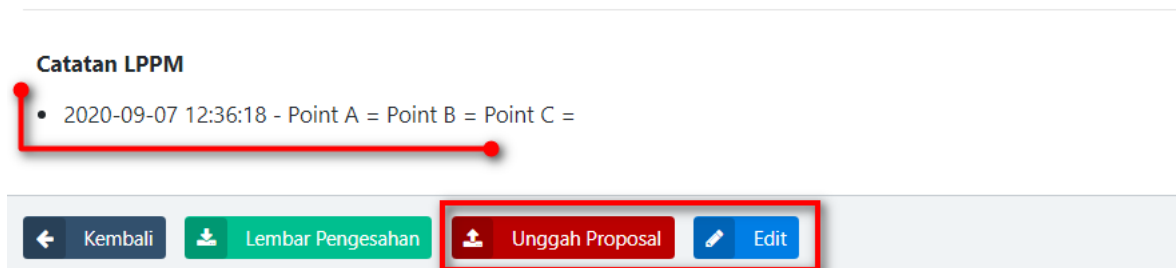 Catatan LPPM
2020-09-07 12:36:18 - Point A = Point B = Point C =
Kembali Lembar Pengesahan Unggah Proposal Edit